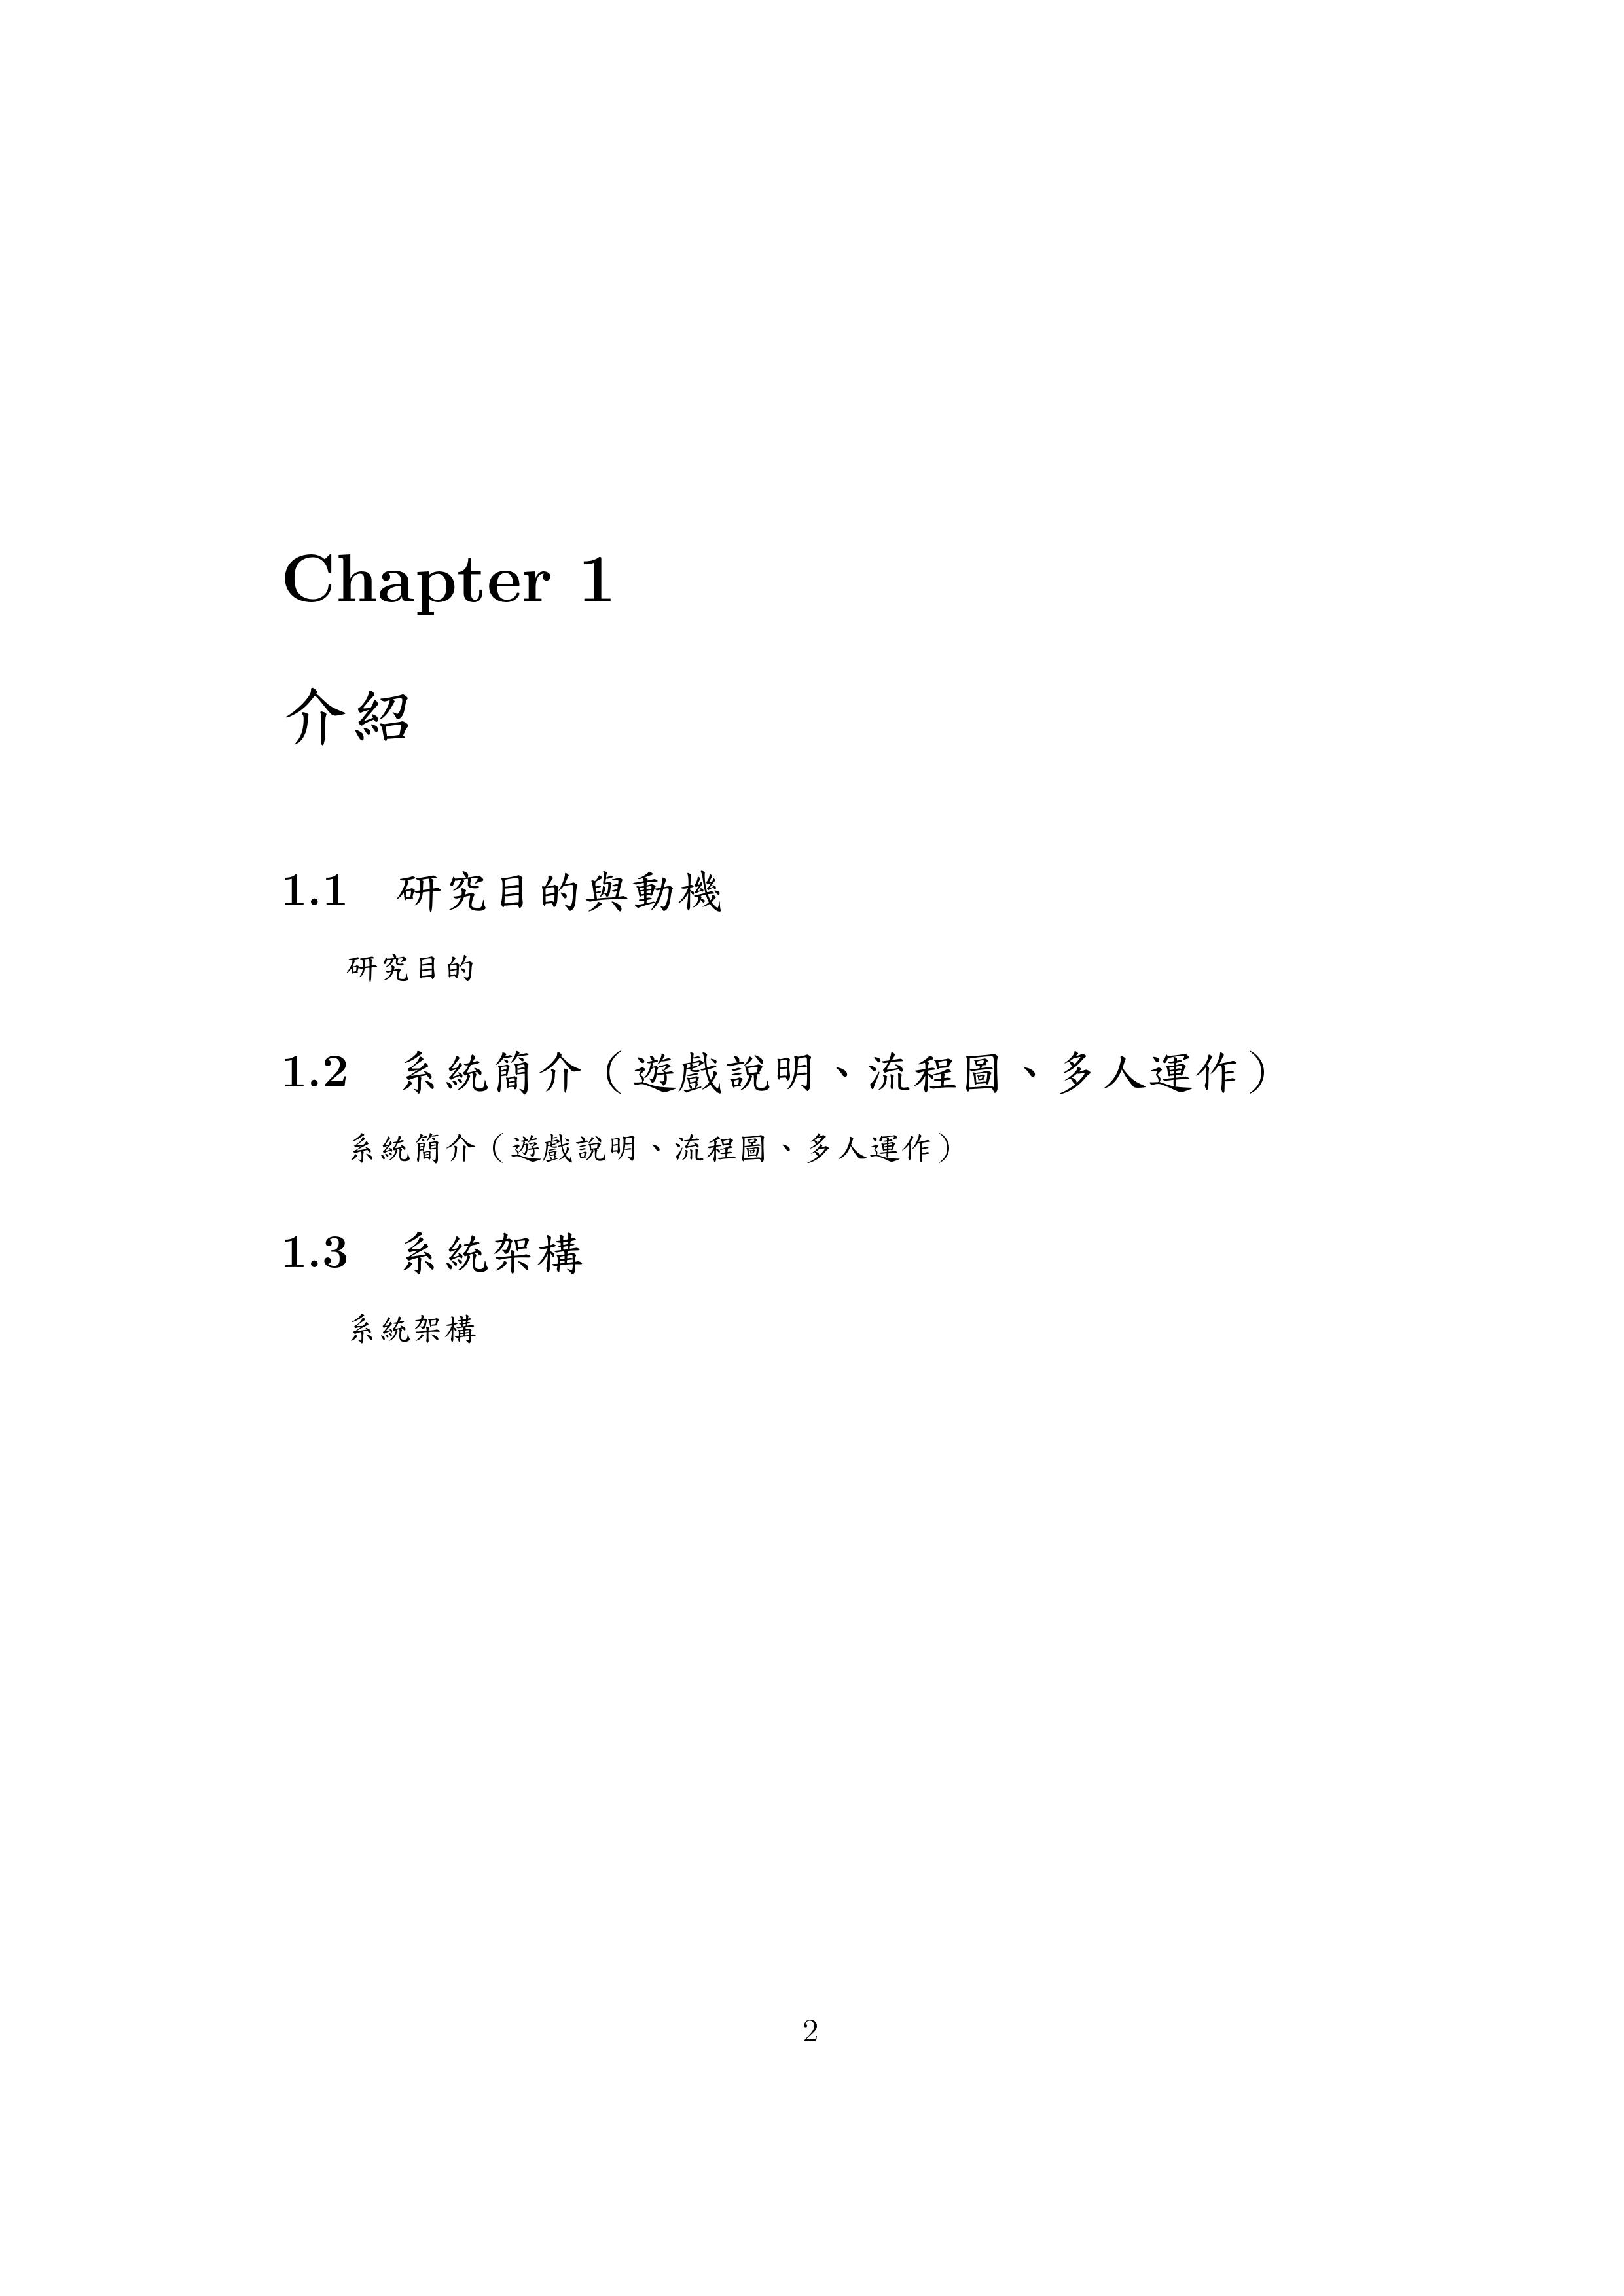 Chapter 1
介紹
1.1 研究目的與動機
研究目的
1.2 系統簡介（遊戲說明、流程圖、多人運作）
系統簡介（遊戲說明、流程圖、多人運作）
1.3 系統架構
系統架構
2